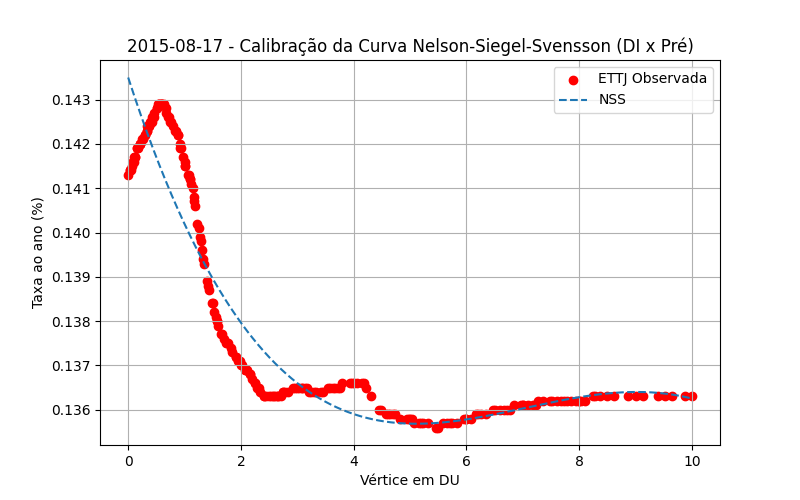 2015-08-17 - Calibração da Curva Nelson-Siegel-Svensson (DI x Pré)
ETTJ Observada
NSS
Taxa ao ano (%)
0.143
0.142
0.141
0.140
0.139
0.138
0.137
0.136
0 2 4 6 8 10
Vértice em DU